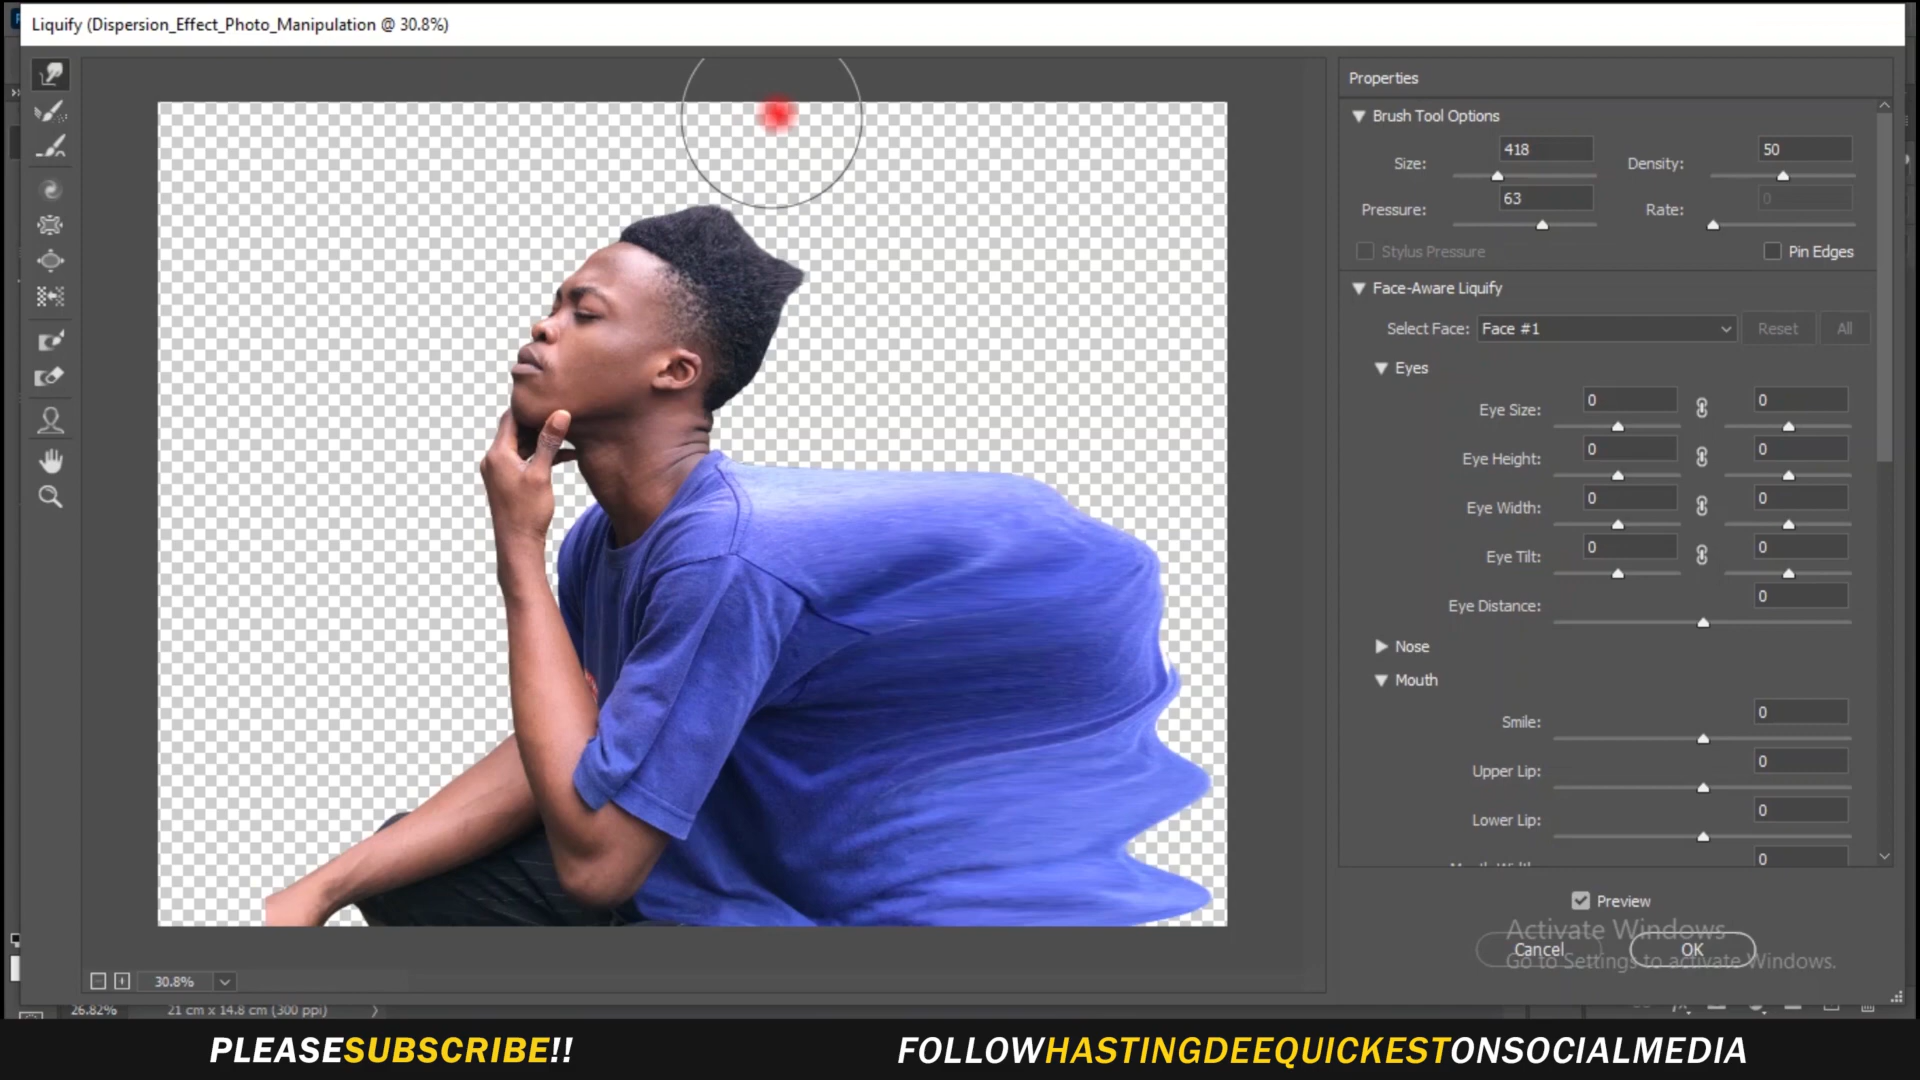 Liquify (Dispersion_Effect_Photo_Manipulation @ 30.8%)
Properties
Brush Tool Options
Size: 418 Density: 50
Pressure: 63 Rate: 0
Stylus Pressure Pin Edges
Face-Aware Liquify
Select Face: Face #1 Reset All
Eyes
Eye Size: 0 0
Eye Height: 0 0
Eye Width: 0 0
Eye Tilt: 0 0
Eye Distance: 0
Nose
Mouth
Smile: 0
Upper Lip: 0
Lower Lip: 0
Mouth Width: 0
Preview
Activate Windows
Cancel OK
Go to Settings to activate Windows.
30.8%
26.82% 21 cm x 14.8 cm (300 ppi)
PLEASESUBSCRIBE!! FOLLOWHASTINGDEEQUICKESTONSOCIALMEDIA